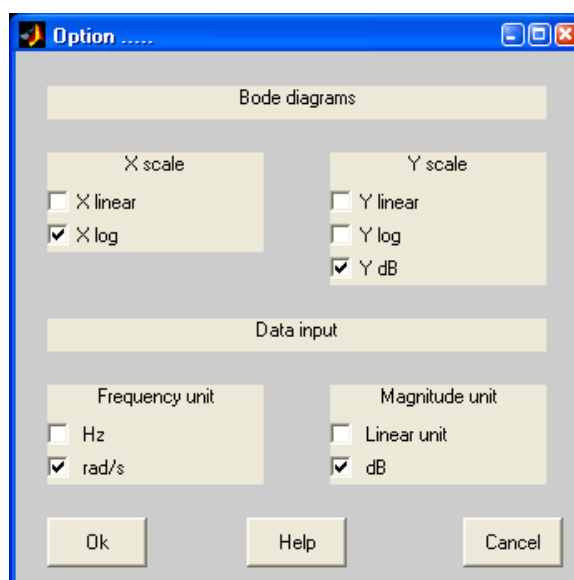 Option .....
Bode diagrams
X scale
X linear
X log
Y scale
Y linear
Y log
Y dB
Data input
Frequency unit
Hz
rad/s
Magnitude unit
Linear unit
dB
Ok
Help
Cancel